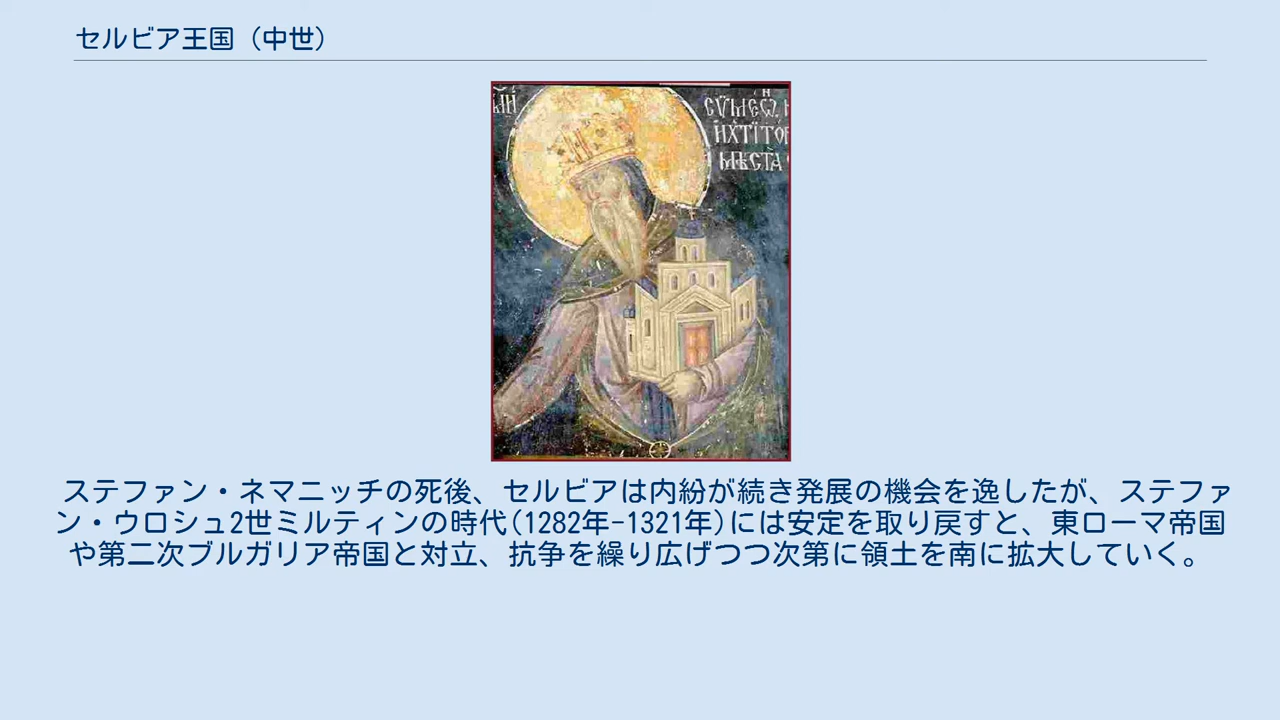 セルビア王国（中世）
ステファン・ネマニッチの死後、セルビアは内紛が続き発展の機会を逸したが、ステファ
ン・ウロシュ2世ミルティンの時代(1282年-1321年)には安定を取り戻すと、東ローマ帝国
や第二次ブルガリア帝国と対立、抗争を繰り広げつつ次第に領土を南に拡大していく。